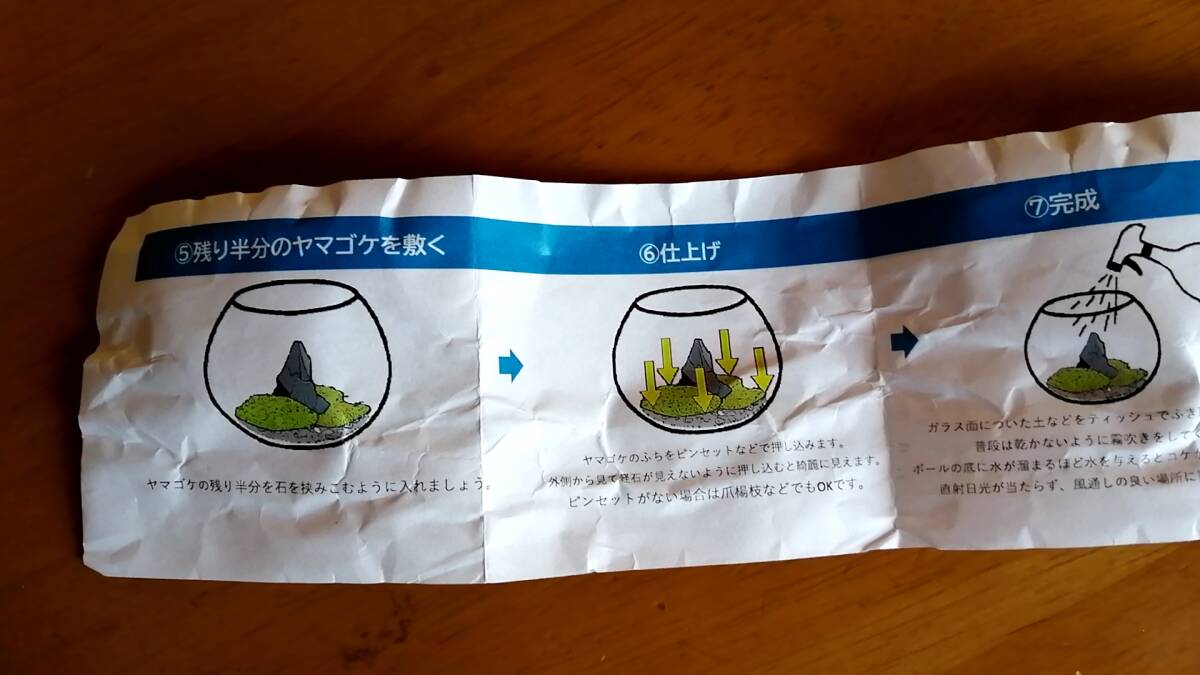 ⑤残り半分のヤマゴケを敷く
ヤマゴケの残り半分を石を挟みこむように入れましょう。
⑥仕上げ
ヤマゴケのふちをピンセットなどで押し込みます。
外側から見て軽石が見えないように押し込むと綺麗に見えます。
ピンセットがない場合は爪楊枝などでもOKです。
⑦完成
ガラス面についた土などをティッシュでふき
普段は乾かないように霧吹きをして
ボールの底に水が溜まるほど水を与えるとコケ
直射日光が当たらず、風通しの良い場所に